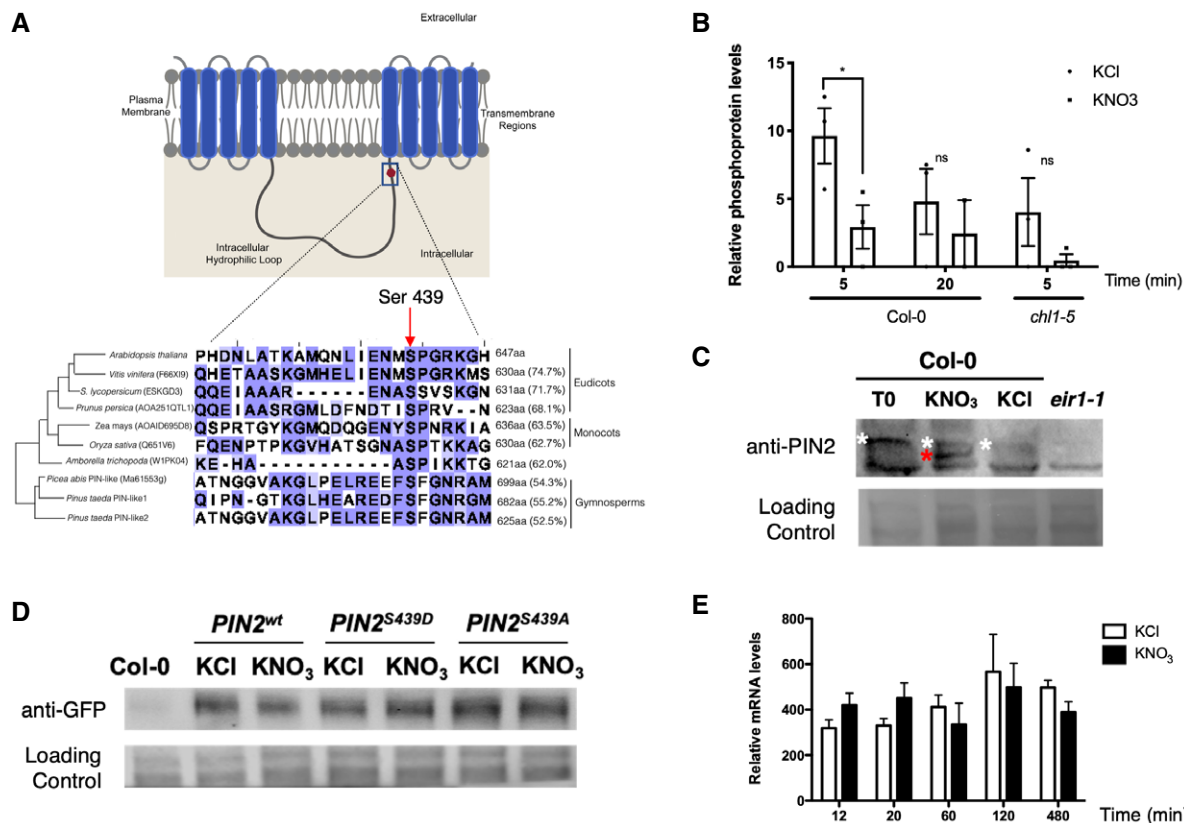 A
Extracellular
Plasma
Membrane
Transmembrane
Regions
Intracellular
Hydrophilic Loop
Intracellular
Ser 439
Arabidopsis thaliana PHDNLATKAMQNLIENMSPGRKGH 647aa
Vitis vinifera (F66XI9) QHETAASKGMHELIENMSPGRKMS 630aa (74.7%)
S. lycopersicum (ESKGD3) QQEIAAAR------ENASSVSKGN 631aa (71.7%)
Prunus persica (AOA251QTL1) QQEIAASRGMLDFNDTISPRV--N 623aa (68.1%)
Eudicots
Zea mays (AOAID695D8) QSPRTGYKGMQDQGENYSPNRKIA 636aa (63.5%)
Oryza sativa (Q651V6) FQENPTPKGVHATSGNASPTKKAG 630aa (62.7%)
Monocots
Amborella trichopoda (W1PK04) KE-HA-----------ASPIKKTG 621aa (62.0%)
Picea abis PIN-like (Ma61553g) ATNGGVAKGLPELREEFSFGNRAM 699aa (54.3%)
Pinus taeda PIN-like1 QIPN-GTKGLHEAREDFSFGNRGM 682aa (55.2%)
Pinus taeda PIN-like2 ATNGGVAKGLPELREEFSFGNRAM 625aa (52.5%)
Gymnosperms
B
Relative phosphoprotein levels
15
10
5
0
*
ns
ns
KCl
KNO3
5 20 5 Time (min)
Col-0 chl1-5
C
Col-0
T0 KNO₃ KCl eir1-1
anti-PIN2
* * *
*
Loading
Control
D
PIN2wt PIN2S439D PIN2S439A
Col-0 KCl KNO₃ KCl KNO₃ KCl KNO₃
anti-GFP
Loading
Control
E
Relative mRNA levels
800
600
400
200
0
KCl
KNO₃
12 20 60 120 480 Time (min)